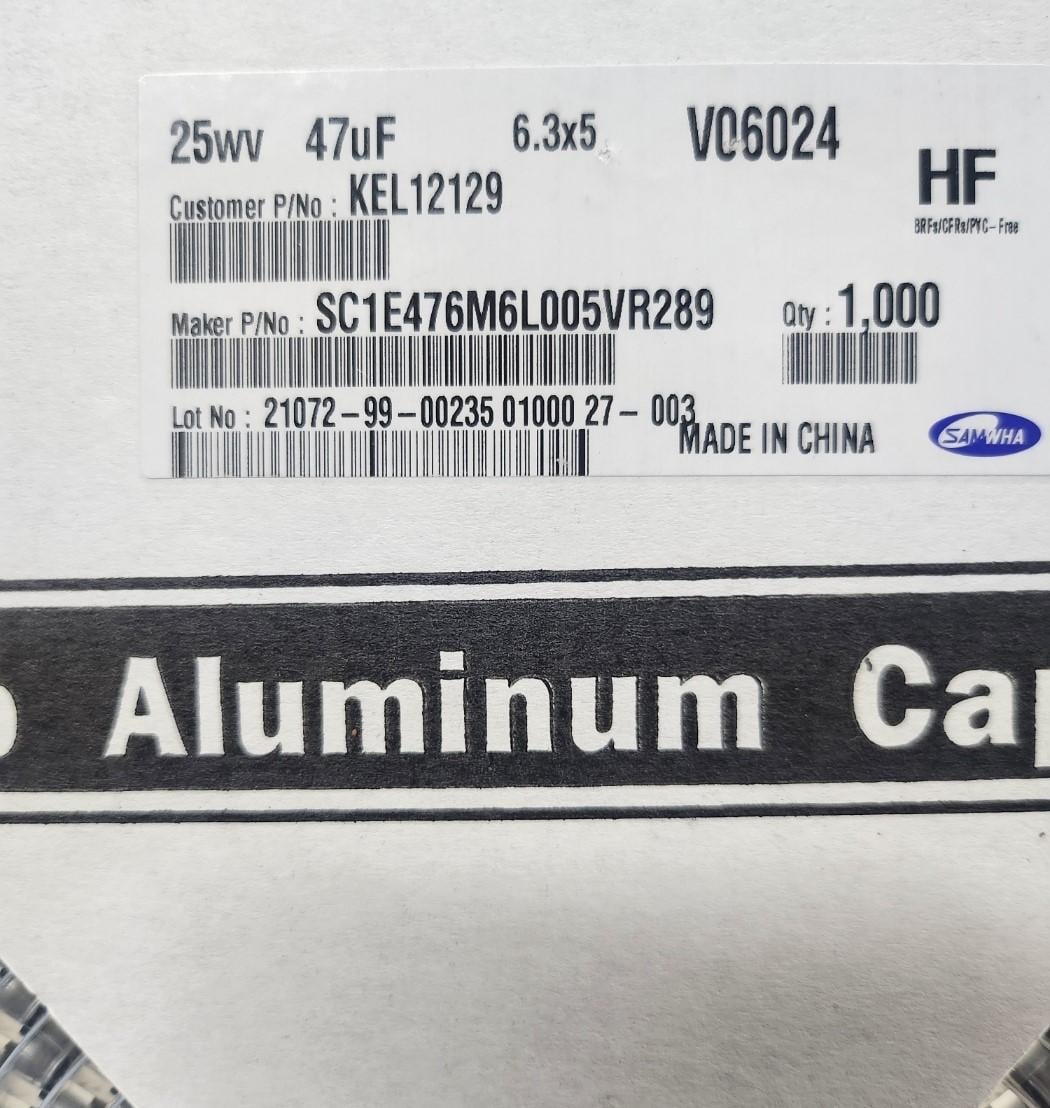 25WV 47uF 6.3x5 V06024
HF
BRFs/CFRs/PVC-Free
Customer P/No : KEL12129
Maker P/No : SC1E476M6L005VR289 Qty : 1,000
Lot No : 21072-99-00235 01000 27- 003
MADE IN CHINA SAMWHA
o Aluminum Cap